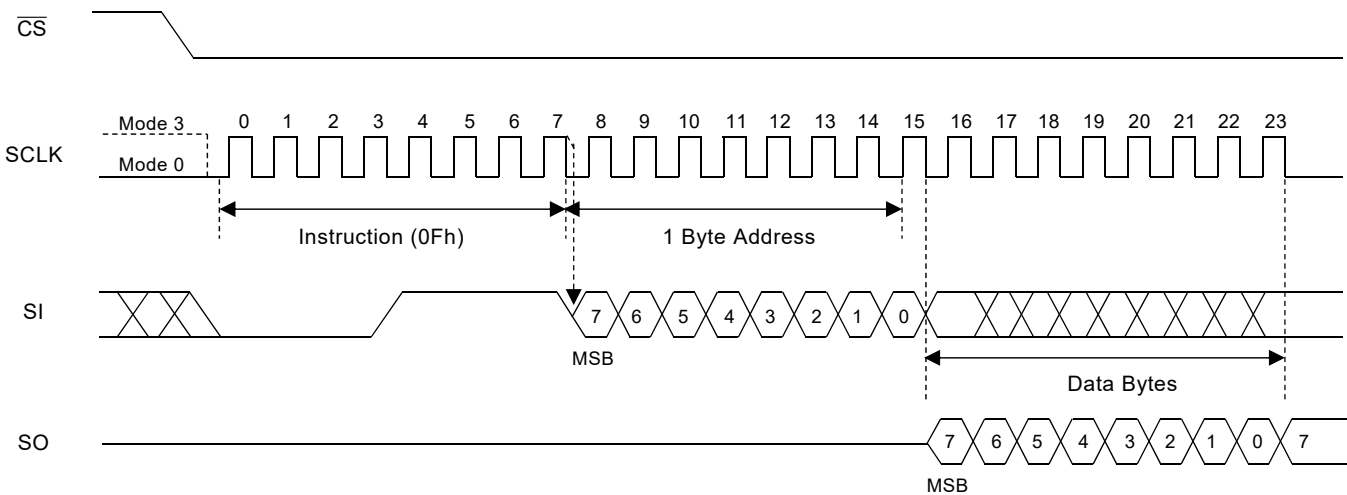 CS
Mode 3
0 1 2 3 4 5 6 7 8 9 10 11 12 13 14 15 16 17 18 19 20 21 22 23
SCLK
Mode 0
Instruction (0Fh)
1 Byte Address
SI
7 6 5 4 3 2 1 0
MSB
Data Bytes
SO
7 6 5 4 3 2 1 0 7
MSB